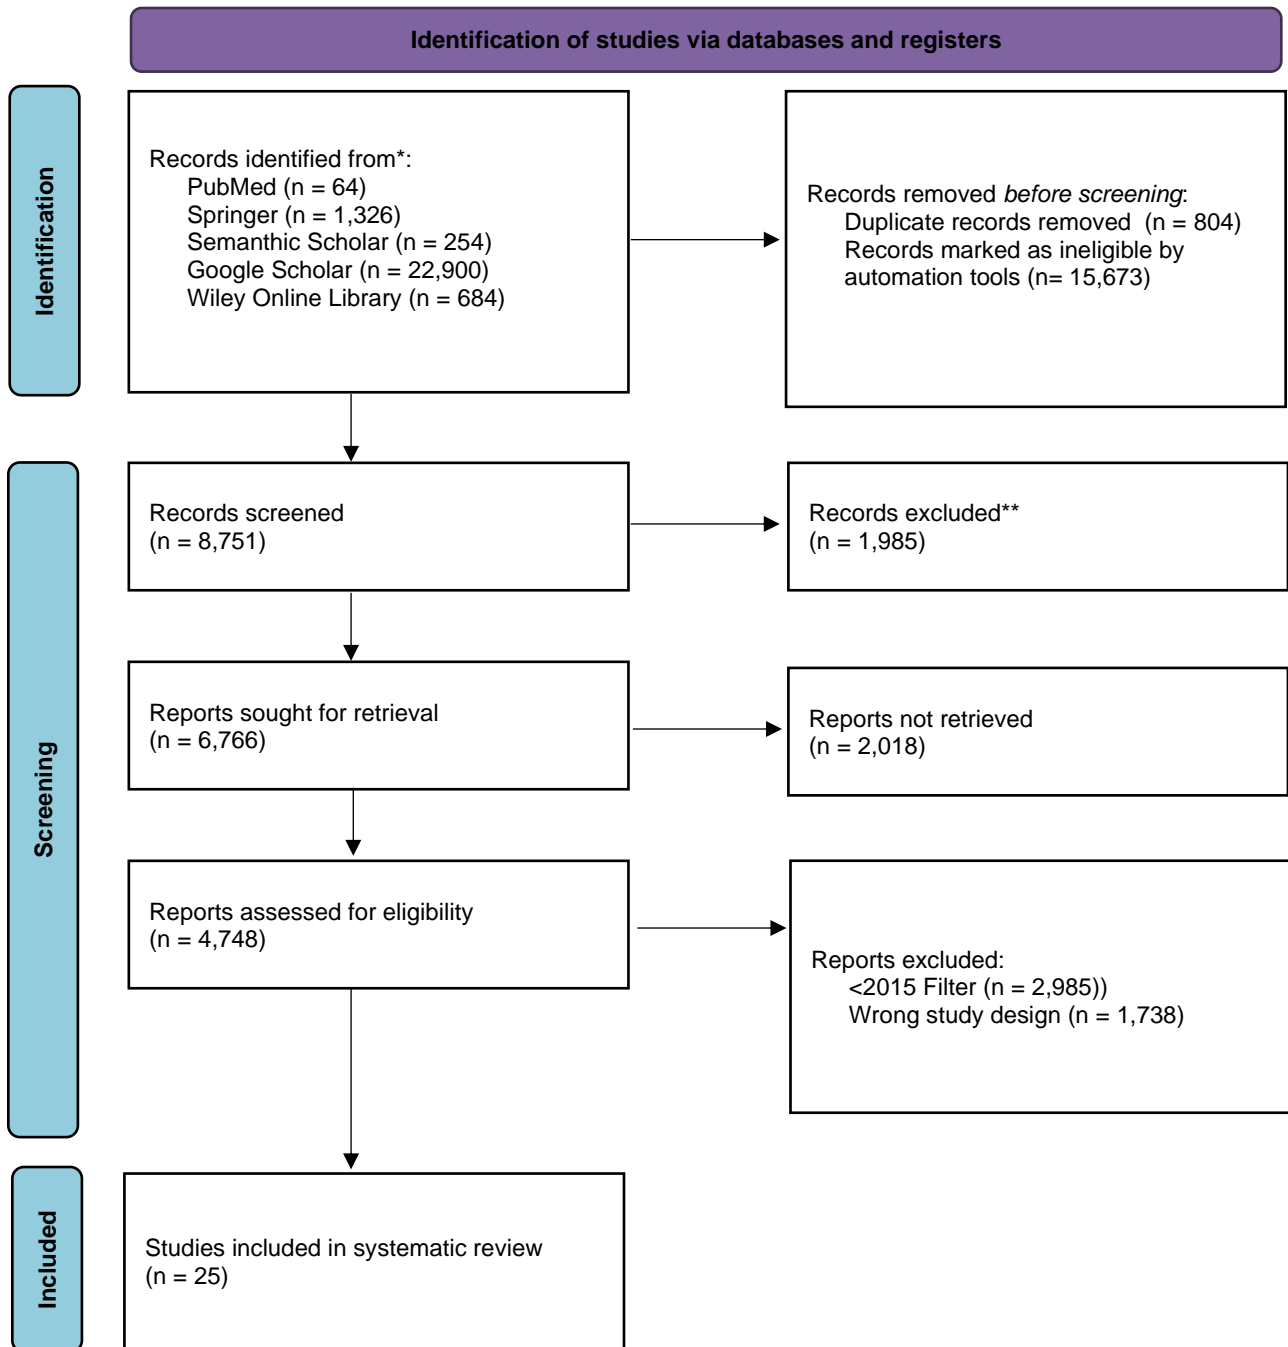 Identification of studies via databases and registers
Identification
Records identified from*:
PubMed (n = 64)
Springer (n = 1,326)
Semanthic Scholar (n = 254)
Google Scholar (n = 22,900)
Wiley Online Library (n = 684)
Records removed before screening:
Duplicate records removed  (n = 804)
Records marked as ineligible by
automation tools (n= 15,673)
Screening
Records screened
(n = 8,751)
Records excluded**
(n = 1,985)
Reports sought for retrieval
(n = 6,766)
Reports not retrieved
(n = 2,018)
Reports assessed for eligibility
(n = 4,748)
Reports excluded:
<2015 Filter (n = 2,985))
Wrong study design (n = 1,738)
Included
Studies included in systematic review
(n = 25)